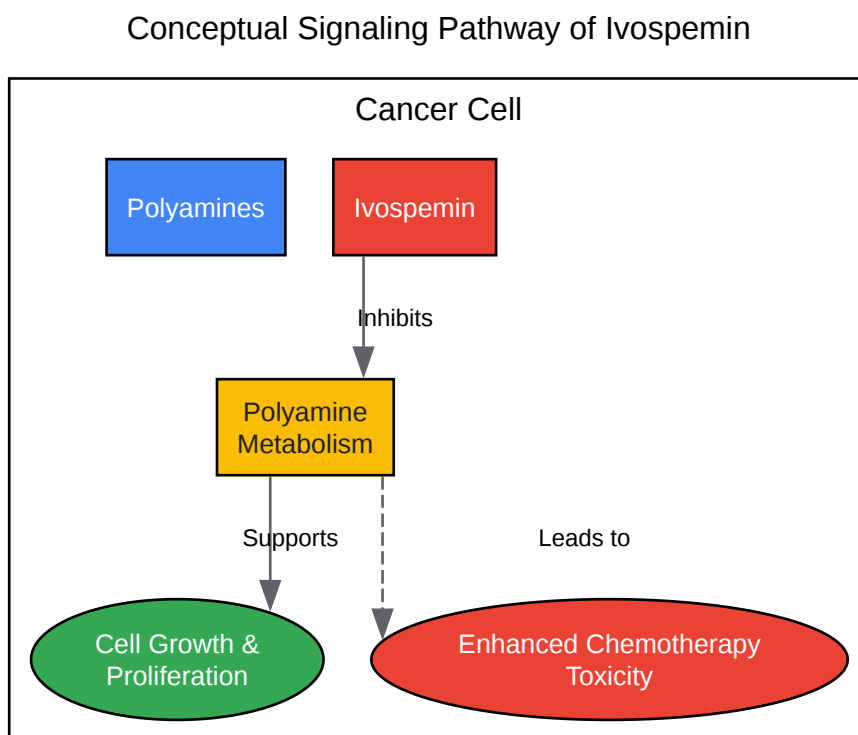 Conceptual Signaling Pathway of Ivospemin
Cancer Cell
Polyamines
Ivospemin
Inhibits
Polyamine
Metabolism
Supports
Leads to
Cell Growth &
Proliferation
Enhanced Chemotherapy
Toxicity